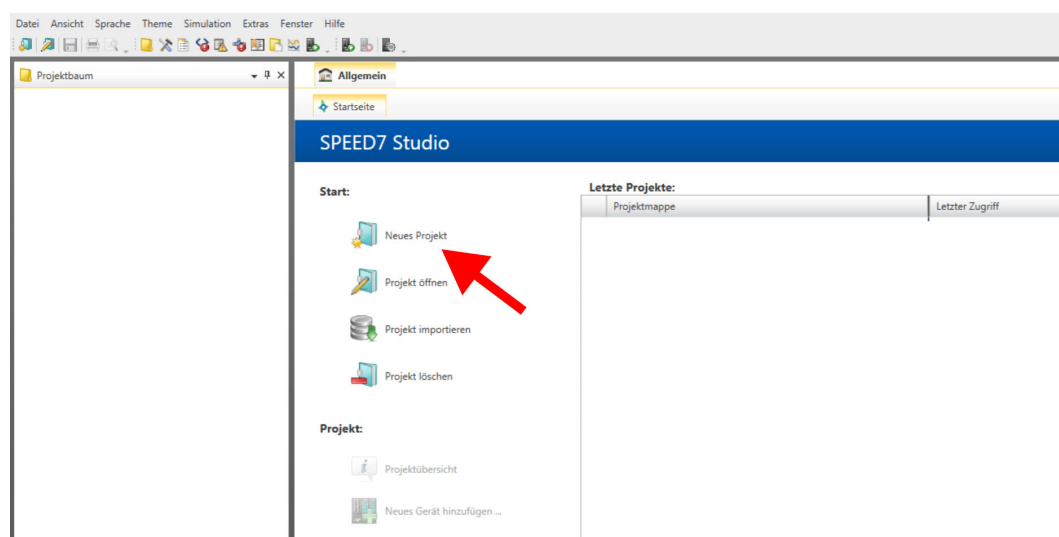 Datei Ansicht Sprache Theme Simulation Extras Fenster Hilfe
Projektbaum
Allgemein
Startseite
SPEED7 Studio
Start:
Letzte Projekte:
Projektmappe Letzter Zugriff
Neues Projekt
Projekt öffnen
Projekt importieren
Projekt löschen
Projekt:
Projektübersicht
Neues Gerät hinzufügen ...